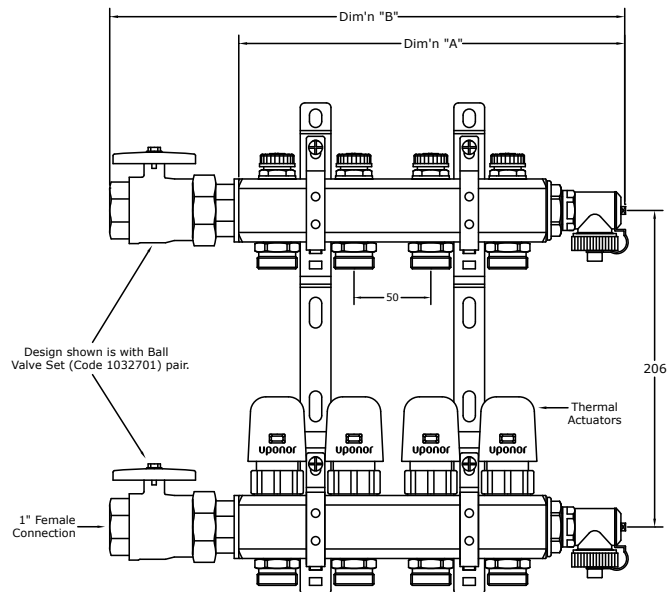 Dim'n "B"
Dim'n "A"
50
Design shown is with Ball
Valve Set (Code 1032701) pair.
206
Thermal
Actuators
uponor
uponor
uponor
uponor
1" Female
Connection